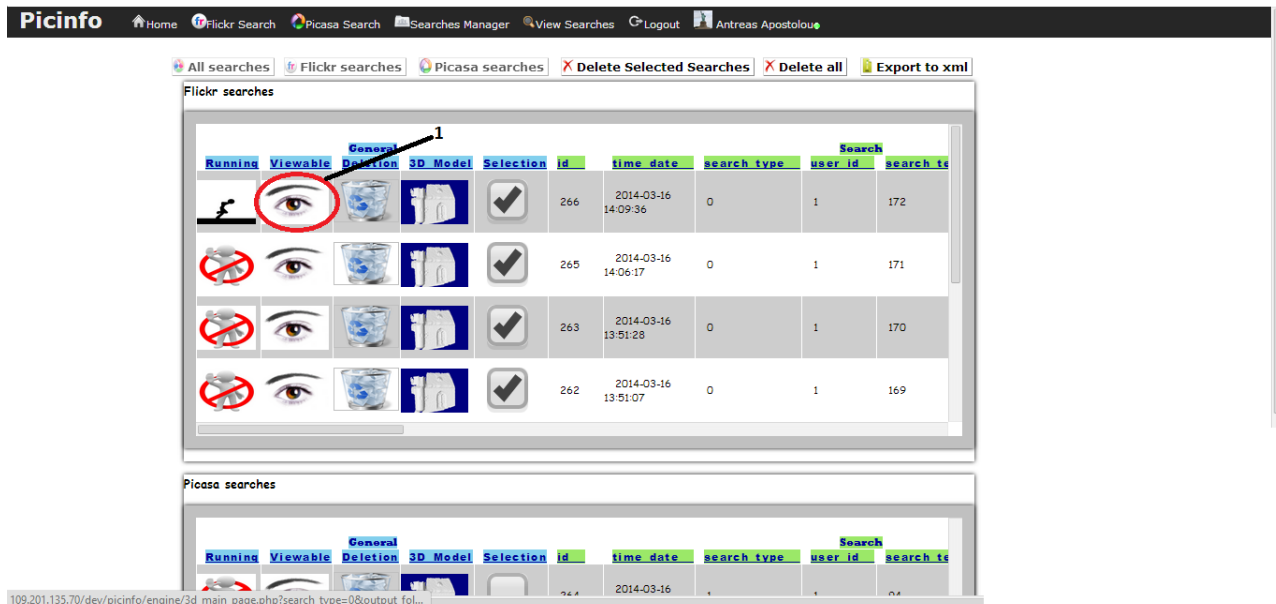 Picinfo Home Flickr Search Picasa Search Searches Manager View Searches Logout Antreas Apostolou
All searches Flickr searches Picasa searches Delete Selected Searches Delete all Export to xml
Flickr searches
1
General Search
Running Viewable Deletion 3D Model Selection id time date search type user id search te
266 2014-03-16 14:09:36 0 1 172
265 2014-03-16 14:06:17 0 1 171
263 2014-03-16 13:51:28 0 1 170
262 2014-03-16 13:51:07 0 1 169
Picasa searches
General Search
Running Viewable Deletion 3D Model Selection id time date search type user id search te
2014-03-16
109.201.135.70/dev/picinfo/engine/3d_main_page.php?search_type=0&output_fol...